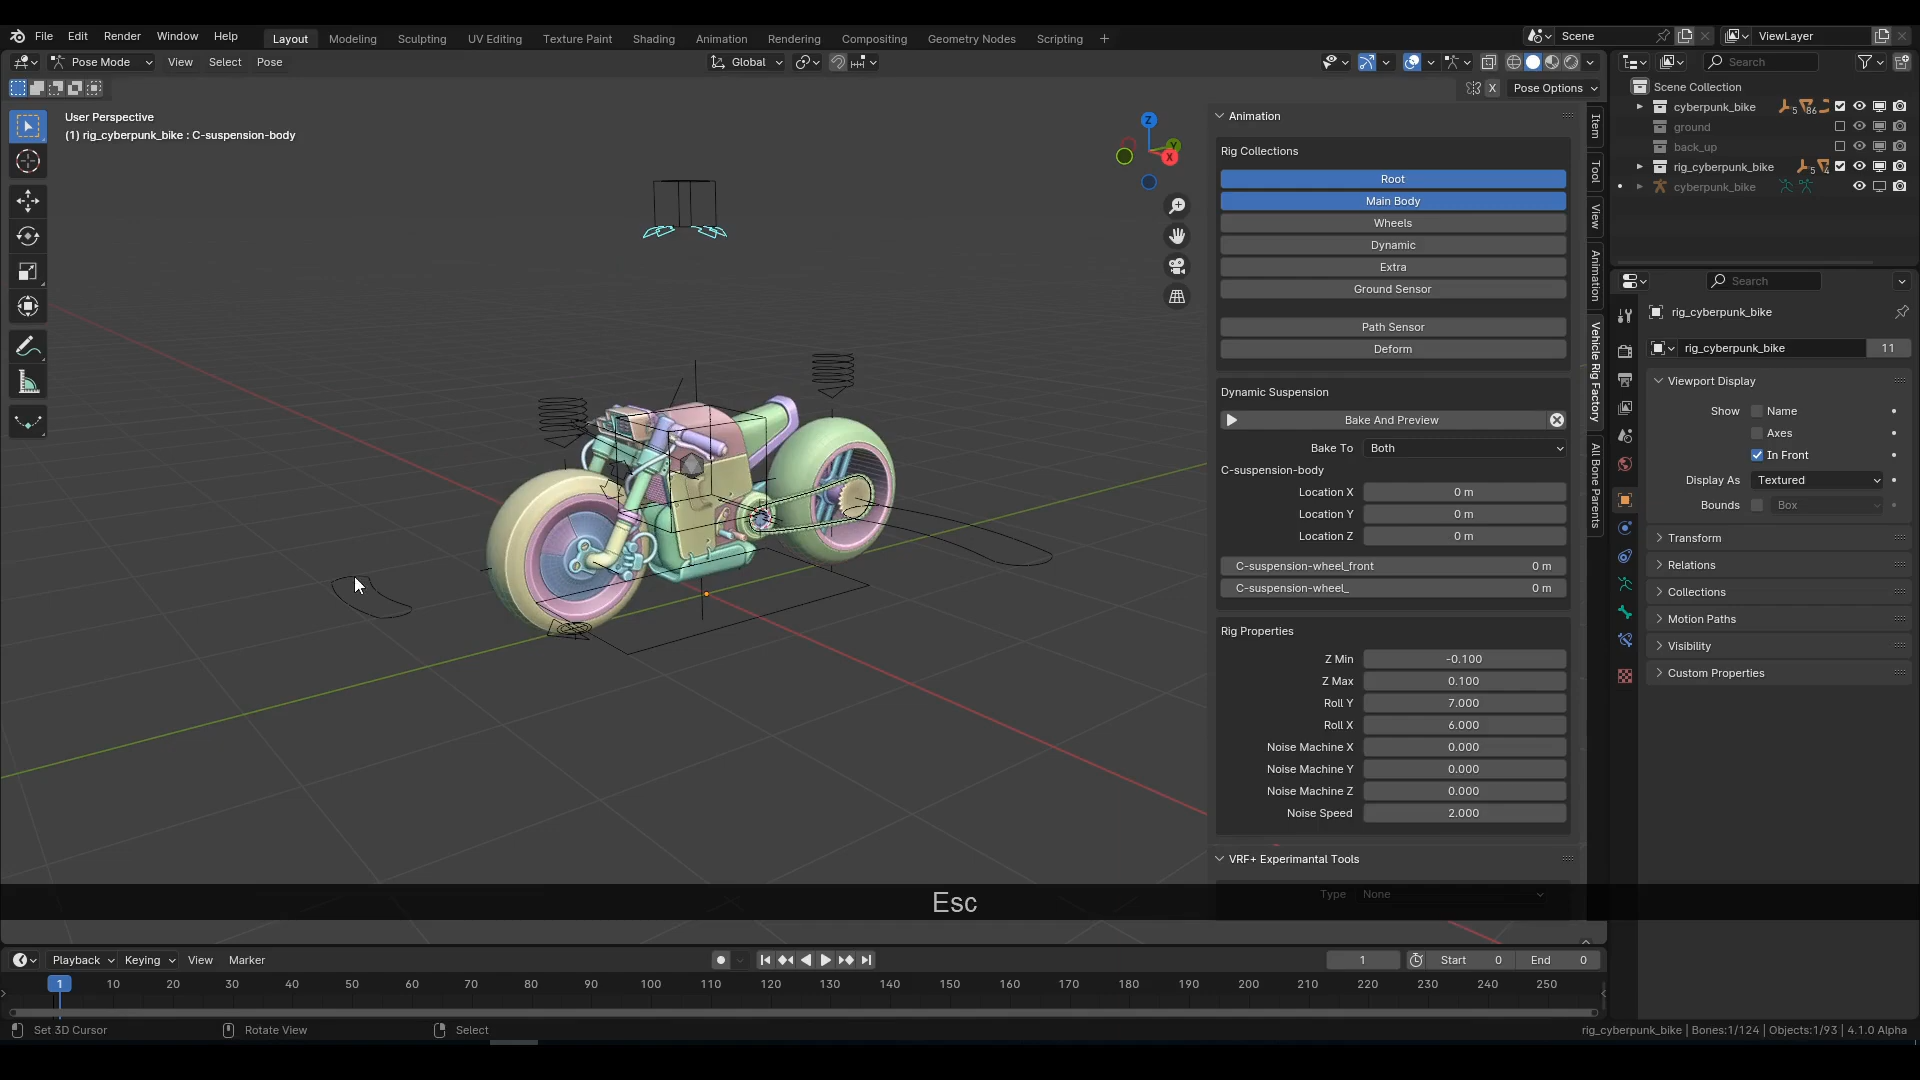 File Edit Render Window Help Layout Modeling Sculpting UV Editing Texture Paint Shading Animation Rendering Compositing Geometry Nodes Scripting + Scene ViewLayer
Pose Mode View Select Pose Global Search
X Pose Options
User Perspective
(1) rig_cyberpunk_bike : C-suspension-body
Z
Y
X
Animation
Rig Collections
Root
Main Body
Wheels
Dynamic
Extra
Ground Sensor
Path Sensor
Deform
Dynamic Suspension
Bake And Preview
Bake To Both
C-suspension-body
Location X 0 m
Location Y 0 m
Location Z 0 m
C-suspension-wheel_front 0 m
C-suspension-wheel_ 0 m
Rig Properties
Z Min -0.100
Z Max 0.100
Roll Y 7.000
Roll X 6.000
Noise Machine X 0.000
Noise Machine Y 0.000
Noise Machine Z 0.000
Noise Speed 2.000
VRF+ Experimantal Tools
Type None
Item
Tool
View
Animation
Vehicle Rig Factory
All Bone Parents
Scene Collection
cyberpunk_bike 5 86
ground
back_up
rig_cyberpunk_bike 5 4
cyberpunk_bike
Search
rig_cyberpunk_bike
rig_cyberpunk_bike 11
Viewport Display
Show Name
Axes
In Front
Display As Textured
Bounds Box
Transform
Relations
Collections
Motion Paths
Visibility
Custom Properties
Esc
Playback Keying View Marker 1 Start 0 End 0
1 10 20 30 40 50 60 70 80 90 100 110 120 130 140 150 160 170 180 190 200 210 220 230 240 250
Set 3D Cursor Rotate View Select rig_cyberpunk_bike | Bones:1/124 | Objects:1/93 | 4.1.0 Alpha